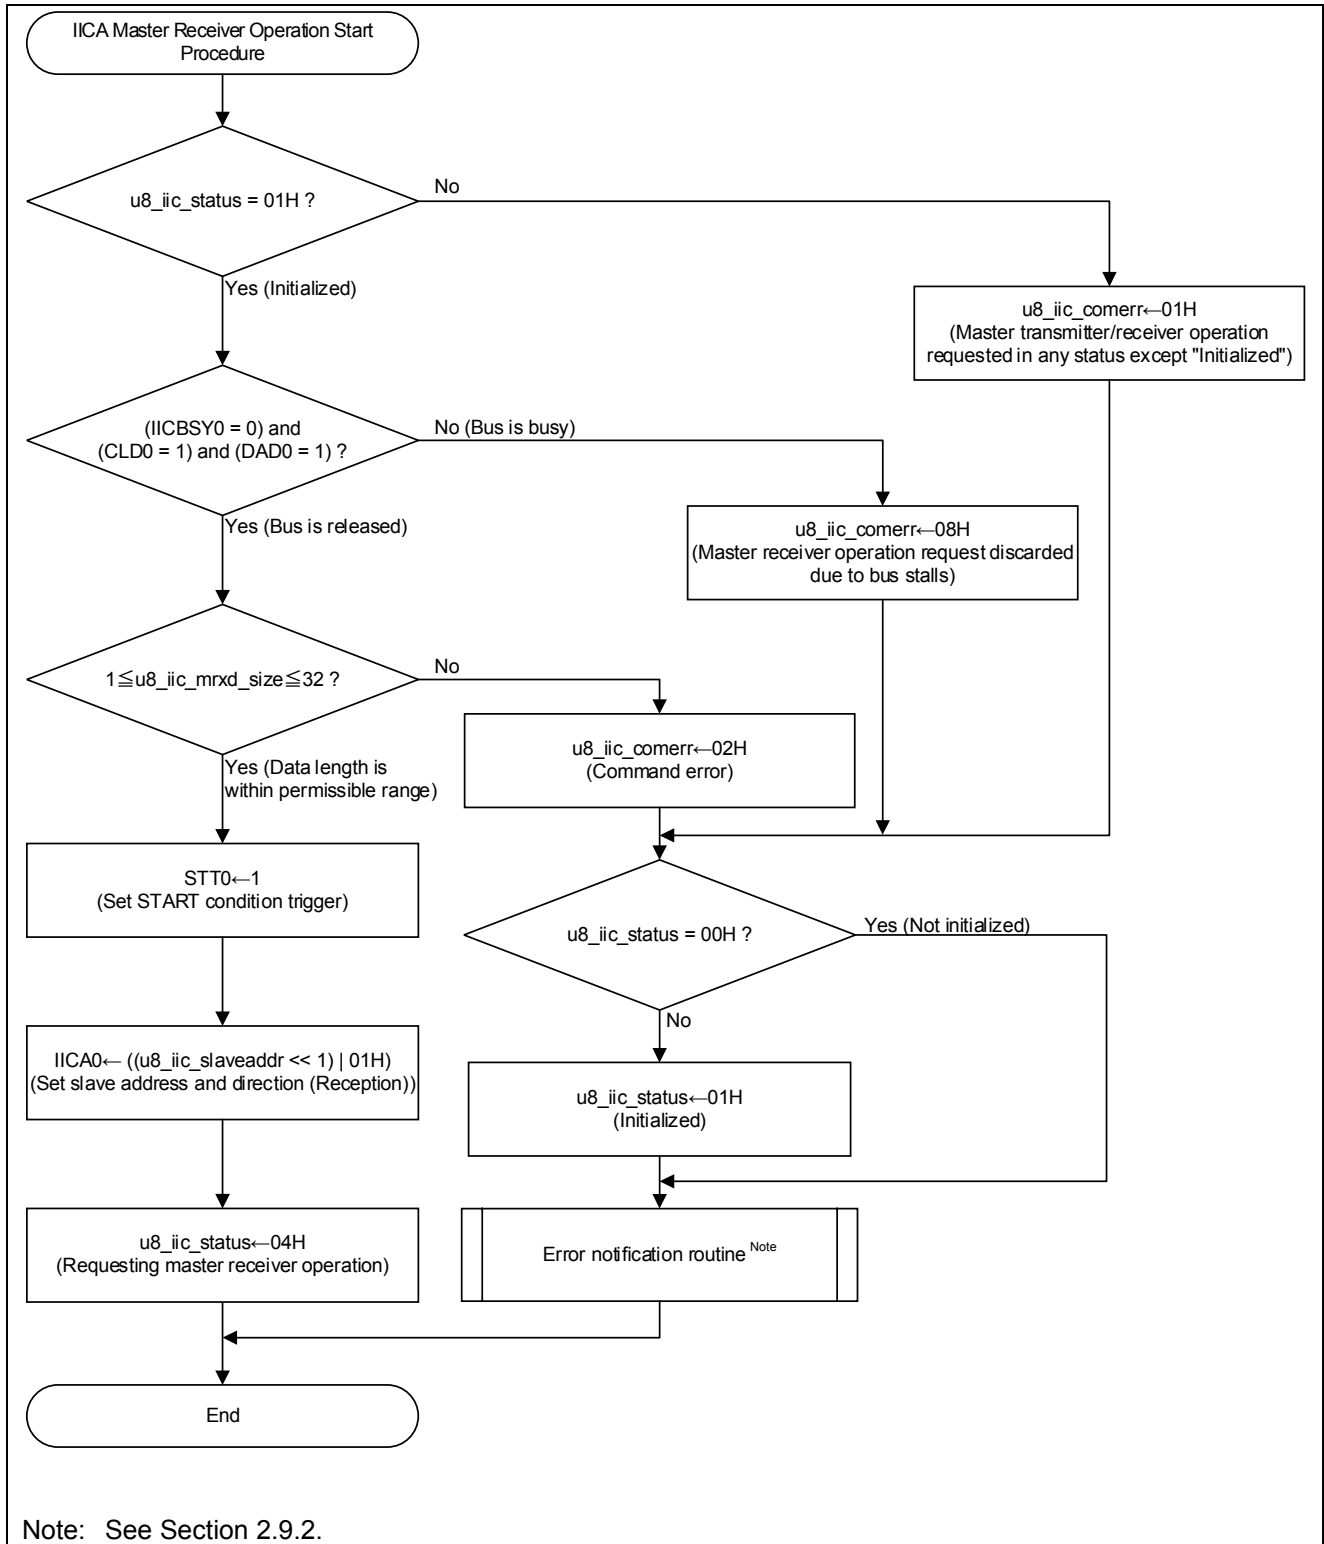 IICA Master Receiver Operation Start
Procedure
u8_iic_status = 01H ?
No
Yes (Initialized)
u8_iic_comerr←01H
(Master transmitter/receiver operation
requested in any status except "Initialized")
(IICBSY0 = 0) and
(CLD0 = 1) and (DAD0 = 1) ?
No (Bus is busy)
Yes (Bus is released)
u8_iic_comerr←08H
(Master receiver operation request discarded
due to bus stalls)
1≦u8_iic_mrxd_size≦32 ?
No
Yes (Data length is
within permissible range)
u8_iic_comerr←02H
(Command error)
STT0←1
(Set START condition trigger)
u8_iic_status = 00H ?
Yes (Not initialized)
No
IICA0← ((u8_iic_slaveaddr << 1) | 01H)
(Set slave address and direction (Reception))
u8_iic_status←01H
(Initialized)
u8_iic_status←04H
(Requesting master receiver operation)
Error notification routine Note
End
Note: See Section 2.9.2.